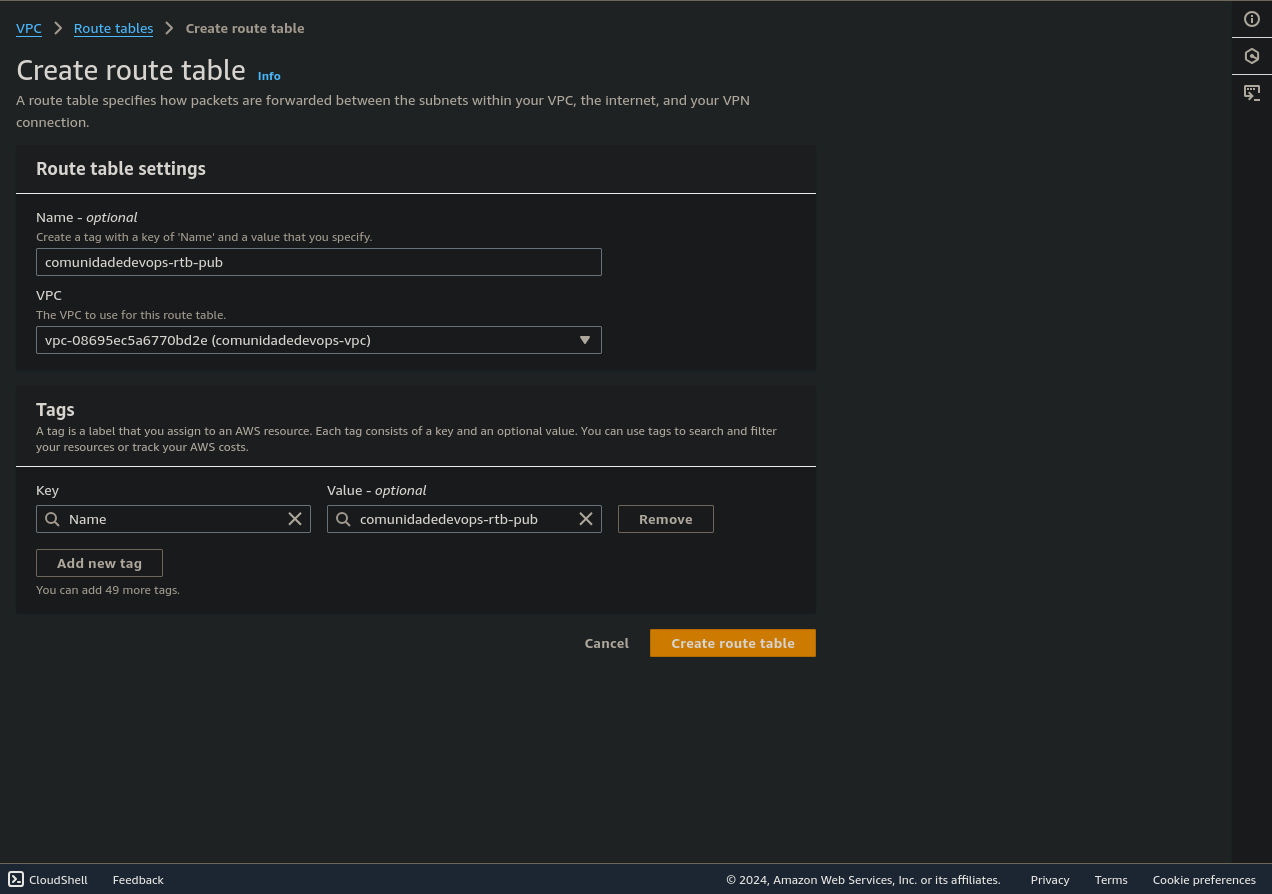 VPC > Route tables > Create route table
Create route table Info
A route table specifies how packets are forwarded between the subnets within your VPC, the internet, and your VPN
connection.
Route table settings
Name - optional
Create a tag with a key of 'Name' and a value that you specify.
comunidadedevops-rtb-pub
VPC
The VPC to use for this route table.
vpc-08695ec5a6770bd2e (comunidadedevops-vpc)
Tags
A tag is a label that you assign to an AWS resource. Each tag consists of a key and an optional value. You can use tags to search and filter
your resources or track your AWS costs.
Key Value - optional
Name comunidadedevops-rtb-pub Remove
Add new tag
You can add 49 more tags.
Cancel Create route table
CloudShell Feedback © 2024, Amazon Web Services, Inc. or its affiliates. Privacy Terms Cookie preferences